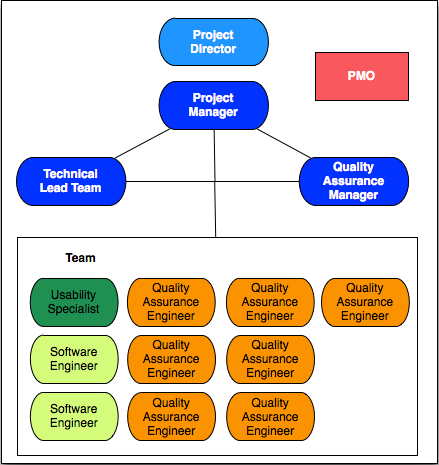 Project
Director
PMO
Project
Manager
Technical
Lead Team
Quality
Assurance
Manager
Team
Usability
Specialist
Quality
Assurance
Engineer
Quality
Assurance
Engineer
Quality
Assurance
Engineer
Software
Engineer
Quality
Assurance
Engineer
Quality
Assurance
Engineer
Software
Engineer
Quality
Assurance
Engineer
Quality
Assurance
Engineer